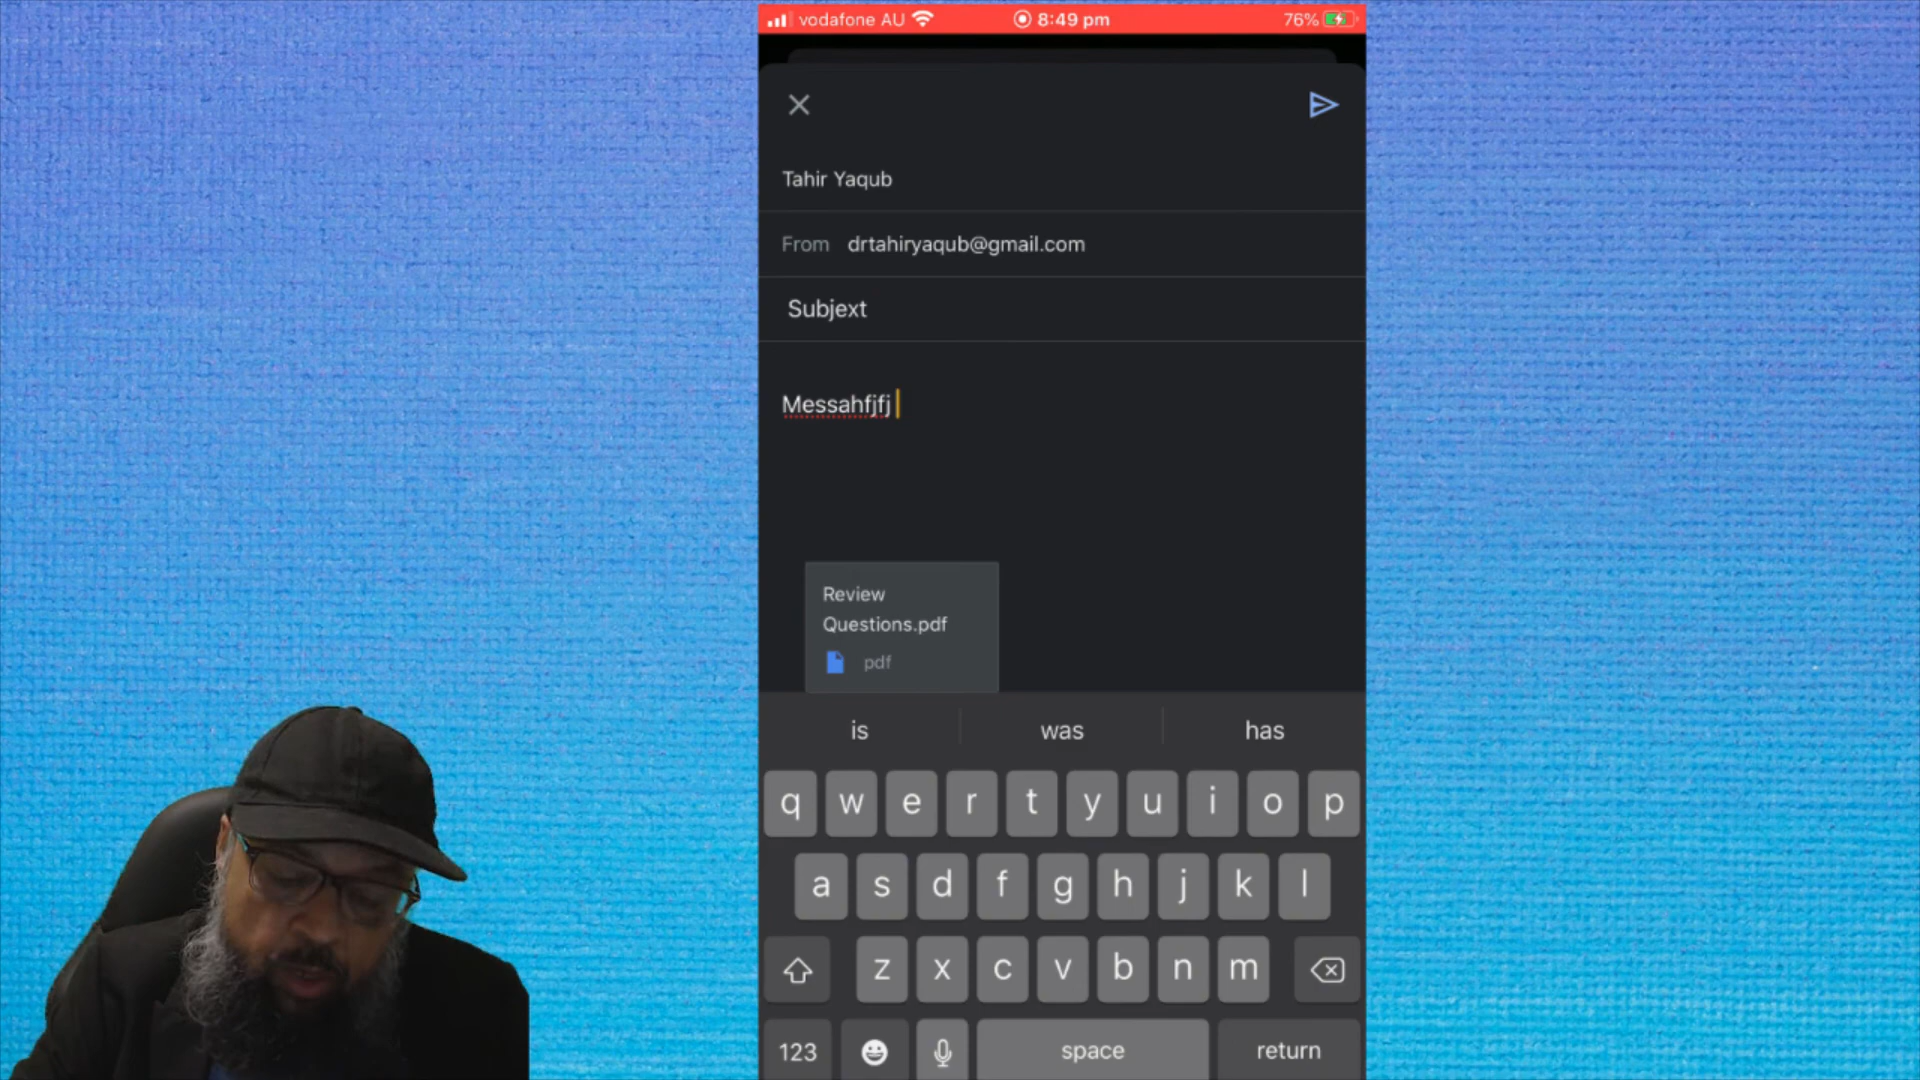 vodafone AU 8:49 pm 76%
Tahir Yaqub
From drtahiryaqub@gmail.com
Subjext
Messahfjfj
Review
Questions.pdf
pdf
is was has
q w e r t y u i o p
a s d f g h j k l
z x c v b n m
123 space return